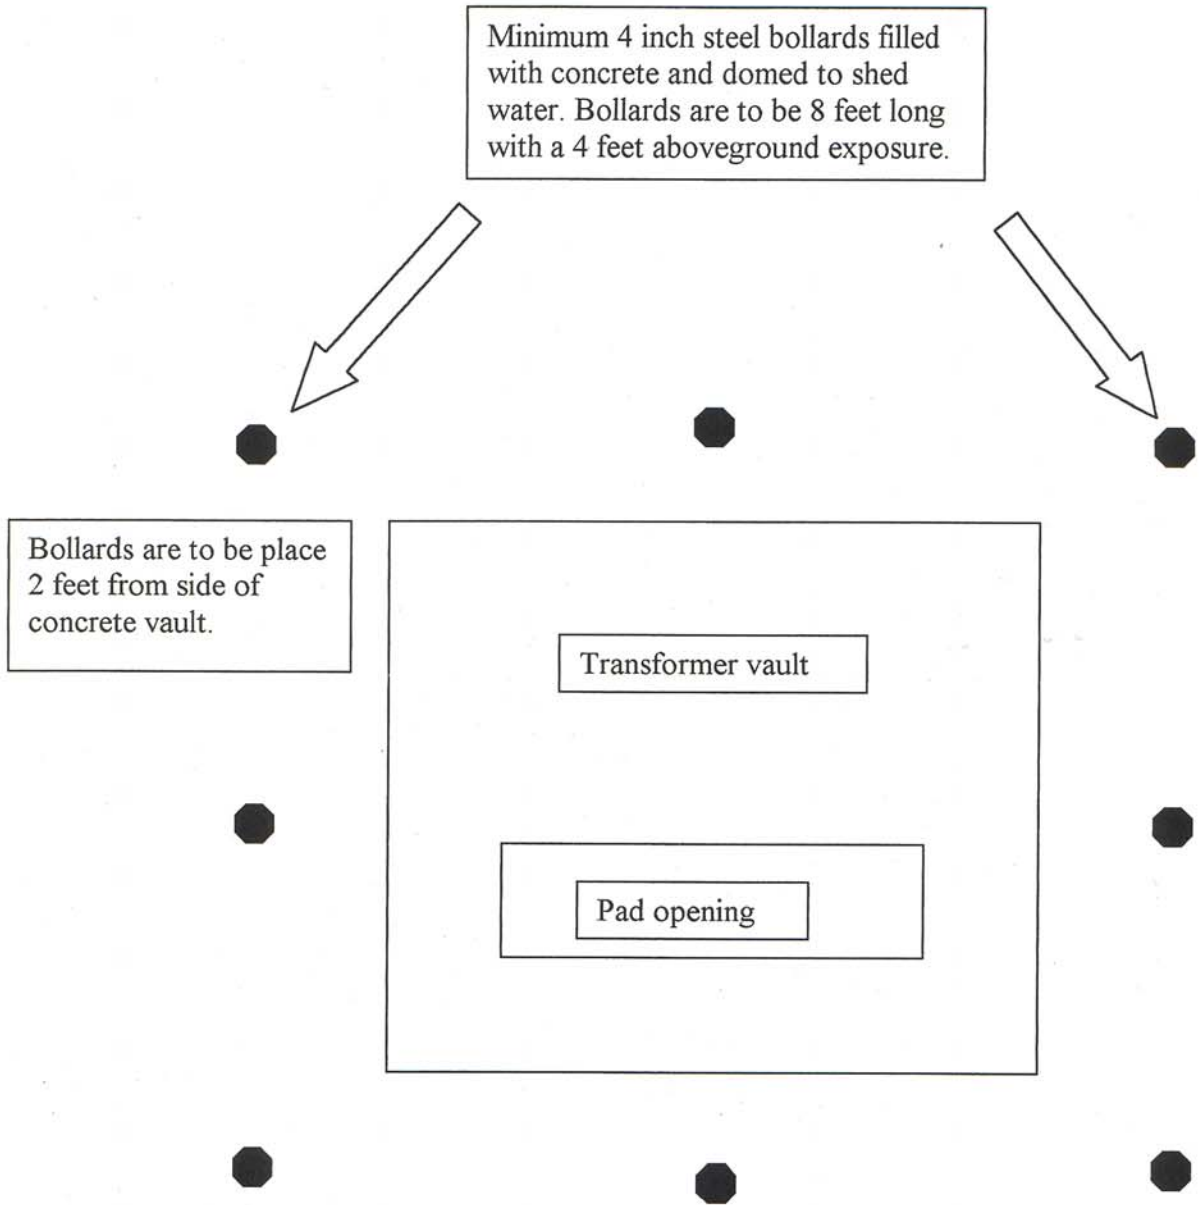 Minimum 4 inch steel bollards filled
with concrete and domed to shed
water. Bollards are to be 8 feet long
with a 4 feet aboveground exposure.
Bollards are to be place
2 feet from side of
concrete vault.
Transformer vault
Pad opening